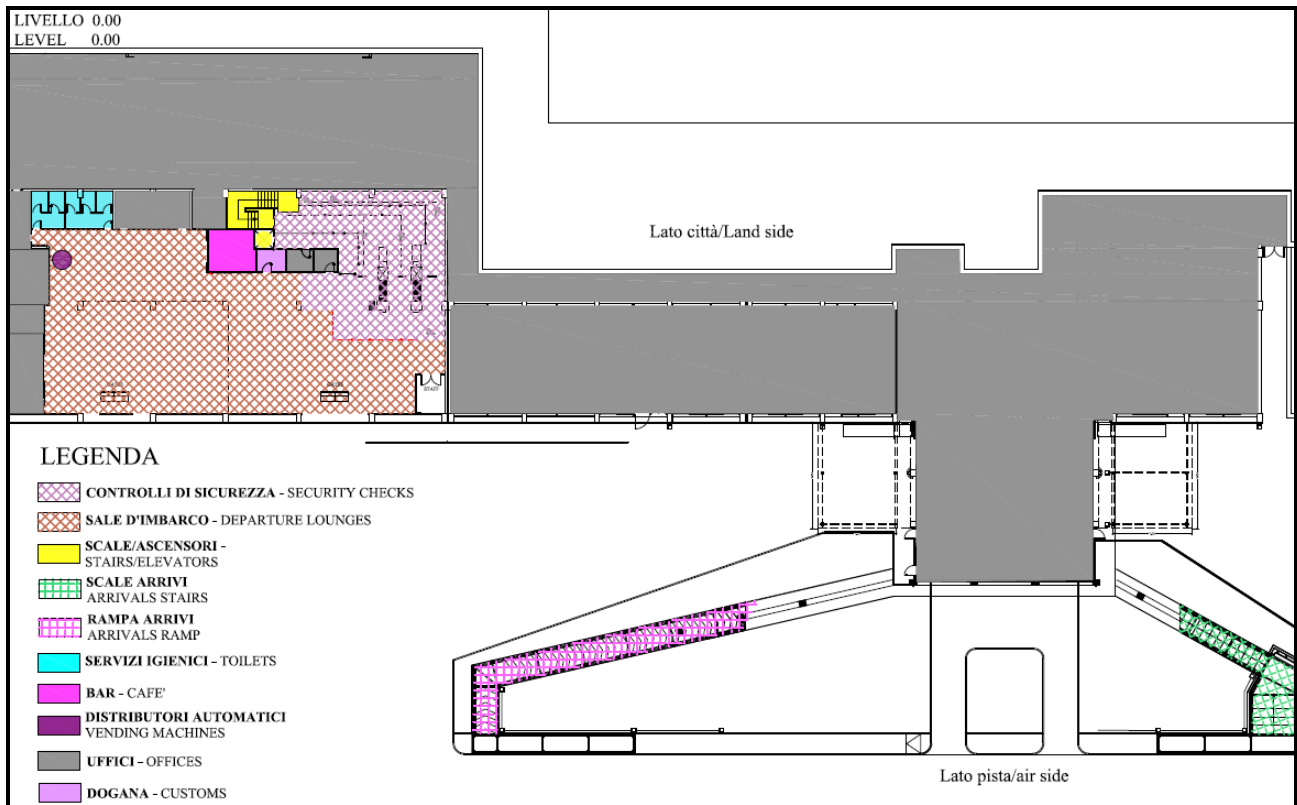 LIVELLO 0.00
LEVEL 0.00
Lato città/Land side
STAFF
LEGENDA
CONTROLLI DI SICUREZZA - SECURITY CHECKS
SALE D'IMBARCO - DEPARTURE LOUNGES
SCALE/ASCENSORI -
STAIRS/ELEVATORS
SCALE ARRIVI
ARRIVALS STAIRS
RAMPA ARRIVI
ARRIVALS RAMP
SERVIZI IGIENICI - TOILETS
BAR - CAFE'
DISTRIBUTORI AUTOMATICI
VENDING MACHINES
UFFICI - OFFICES
DOGANA - CUSTOMS
Lato pista/air side